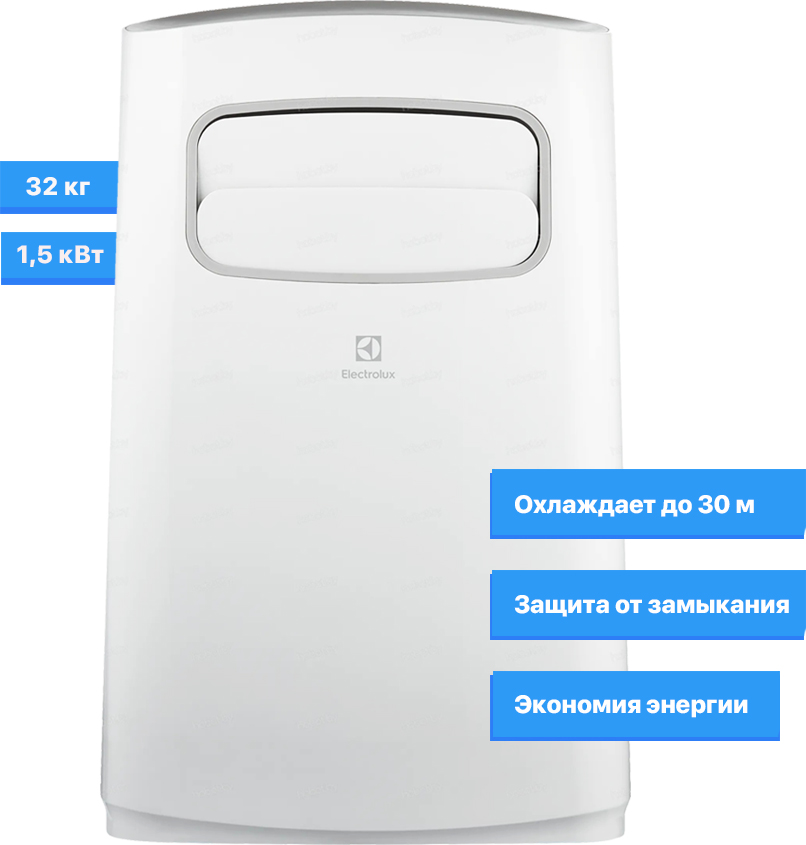 32 кг
1,5 кВт
Electrolux
Охлаждает до 30 м
Защита от замыкания
Экономия энергии